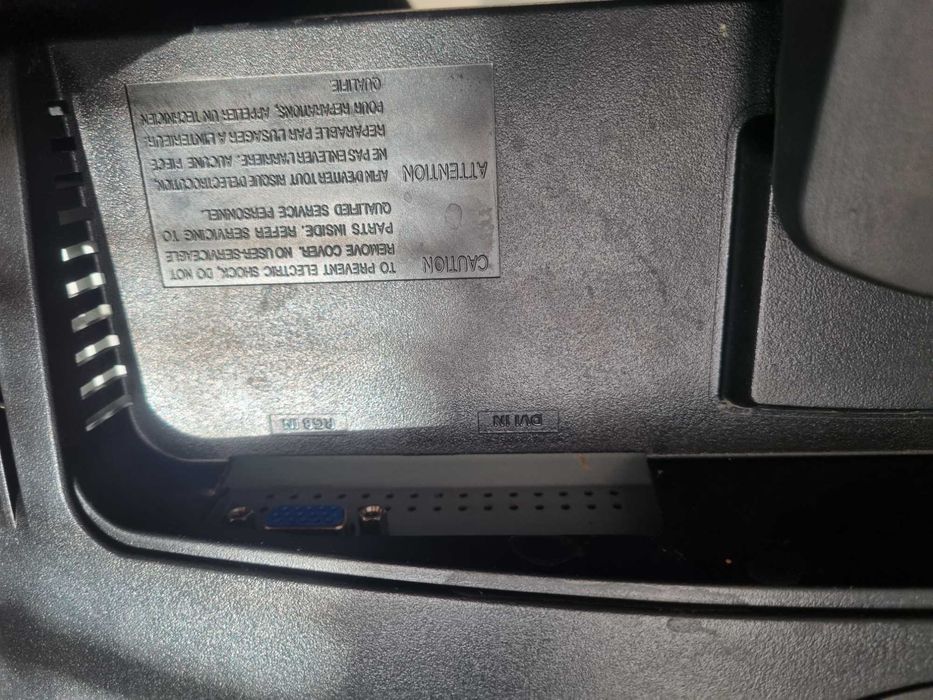 CAUTION
TO PREVENT ELECTRIC SHOCK, DO NOT
REMOVE COVER. NO USER-SERVICEABLE
PARTS INSIDE. REFER SERVICING TO
QUALIFIED SERVICE PERSONNEL.
ATTENTION
AFIN D'EVITER TOUT RISQUE D'ELECTROCUTION,
NE PAS ENLEVER L'ARRIERE. AUCUNE PIECE
REPARABLE PAR L'USAGER A L'INTERIEUR.
POUR REPARATIONS, APPELER UN TECHNICIEN
QUALIFIE
DVI IN
RGB IN